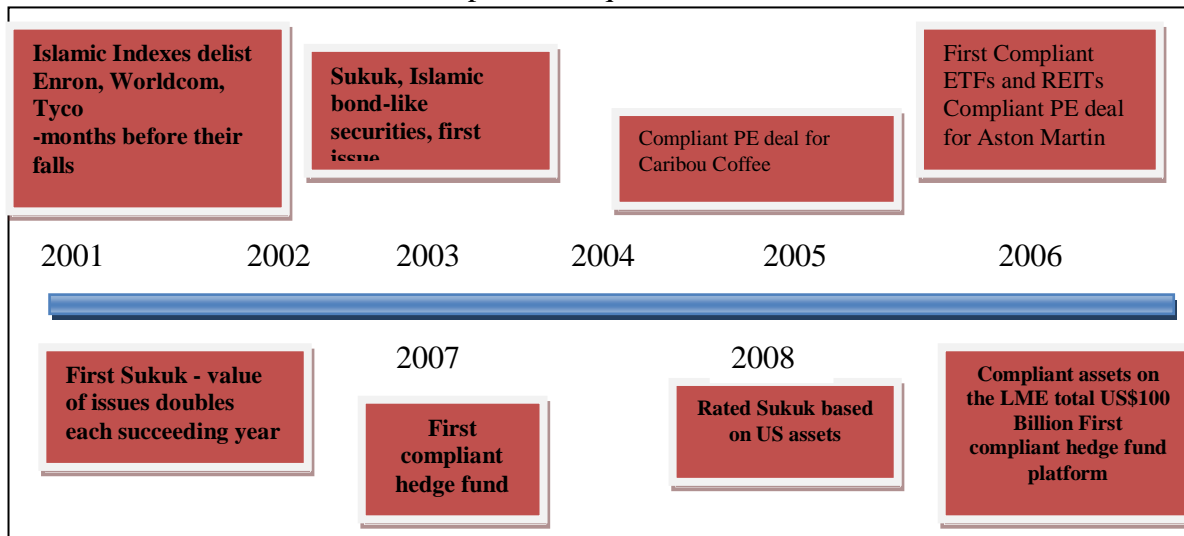 Islamic Indexes delist
Enron, Worldcom,
Tyco
-months before their
falls
Sukuk, Islamic
bond-like
securities, first
issue
Compliant PE deal for
Caribou Coffee
First Compliant
ETFs and REITs
Compliant PE deal
for Aston Martin
2001 2002 2003 2004 2005 2006
2007 2008
First Sukuk - value
of issues doubles
each succeeding year
First
compliant
hedge fund
Rated Sukuk based
on US assets
Compliant assets on
the LME total US$100
Billion First
compliant hedge fund
platform